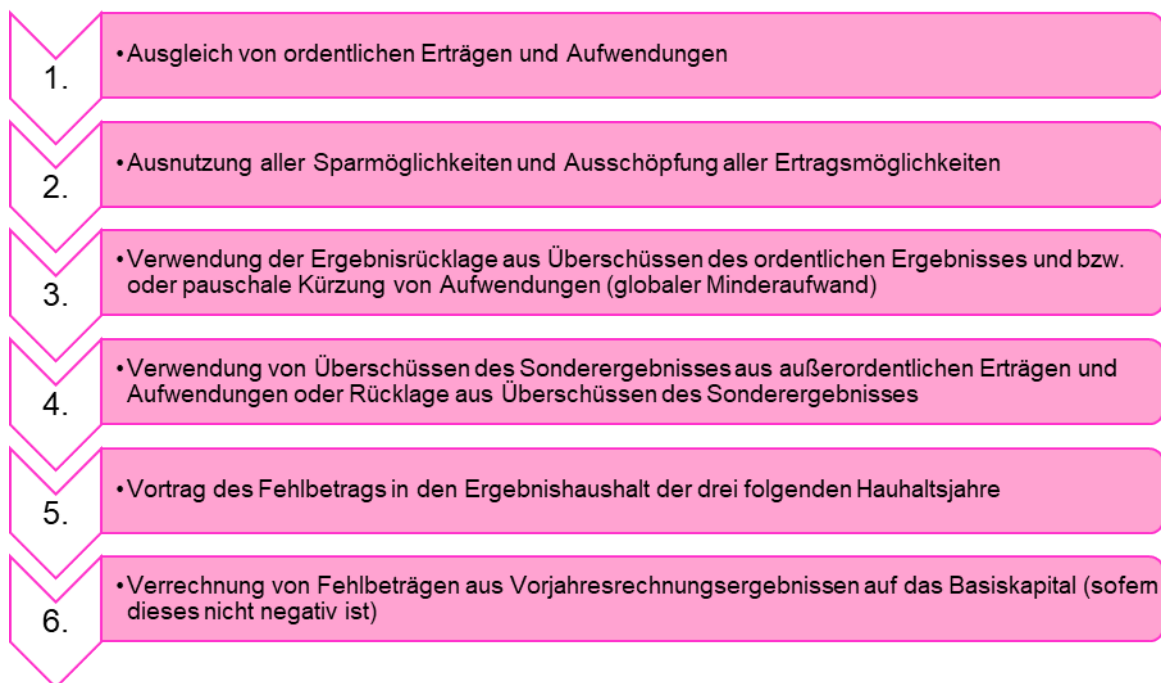 1.
•Ausgleich von ordentlichen Erträgen und Aufwendungen
2.
•Ausnutzung aller Sparmöglichkeiten und Ausschöpfung aller Ertragsmöglichkeiten
3.
•Verwendung der Ergebnisrücklage aus Überschüssen des ordentlichen Ergebnisses und bzw.
oder pauschale Kürzung von Aufwendungen (globaler Minderaufwand)
4.
•Verwendung von Überschüssen des Sonderergebnisses aus außerordentlichen Erträgen und
Aufwendungen oder Rücklage aus Überschüssen des Sonderergebnisses
5.
•Vortrag des Fehlbetrags in den Ergebnishaushalt der drei folgenden Hauhaltsjahre
6.
•Verrechnung von Fehlbeträgen aus Vorjahresrechnungsergebnissen auf das Basiskapital (sofern
dieses nicht negativ ist)